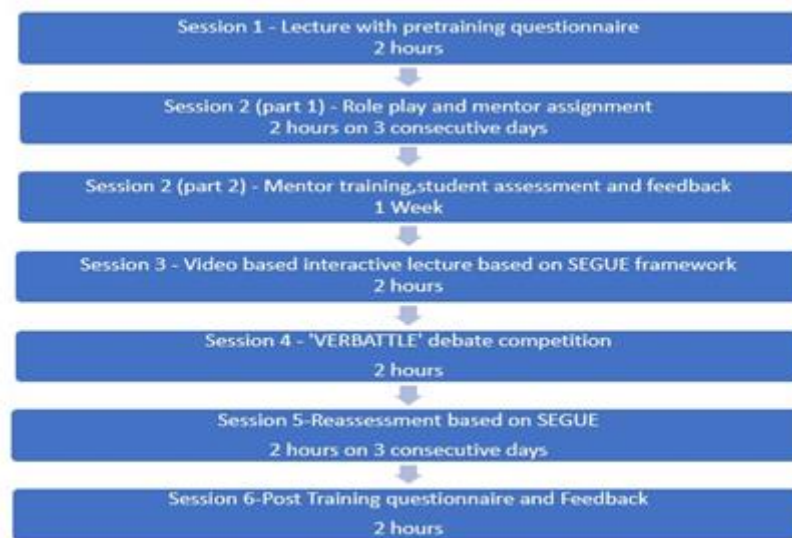 Session 1 - Lecture with pretraining questionnaire
2 hours
Session 2 (part 1) - Role play and mentor assignment
2 hours on 3 consecutive days
Session 2 (part 2) - Mentor training,student assessment and feedback
1 Week
Session 3 - Video based interactive lecture based on SEGUE framework
2 hours
Session 4 - 'VERBATTLE' debate competition
2 hours
Session 5-Reassessment based on SEGUE
2 hours on 3 consecutive days
Session 6-Post Training questionnaire and Feedback
2 hours